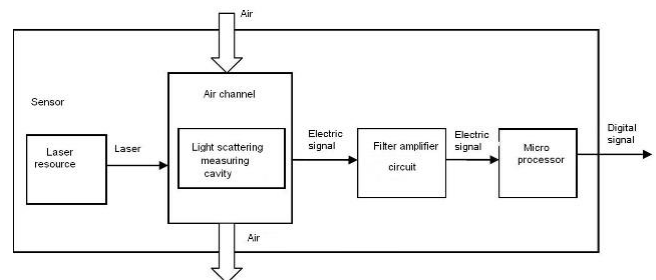 Air
Sensor
Laser
resource
Laser
Air channel
Light scattering
measuring
cavity
Electric
signal
Filter amplifier
circuit
Electric
signal
Micro
processor
Digital
signal
Air